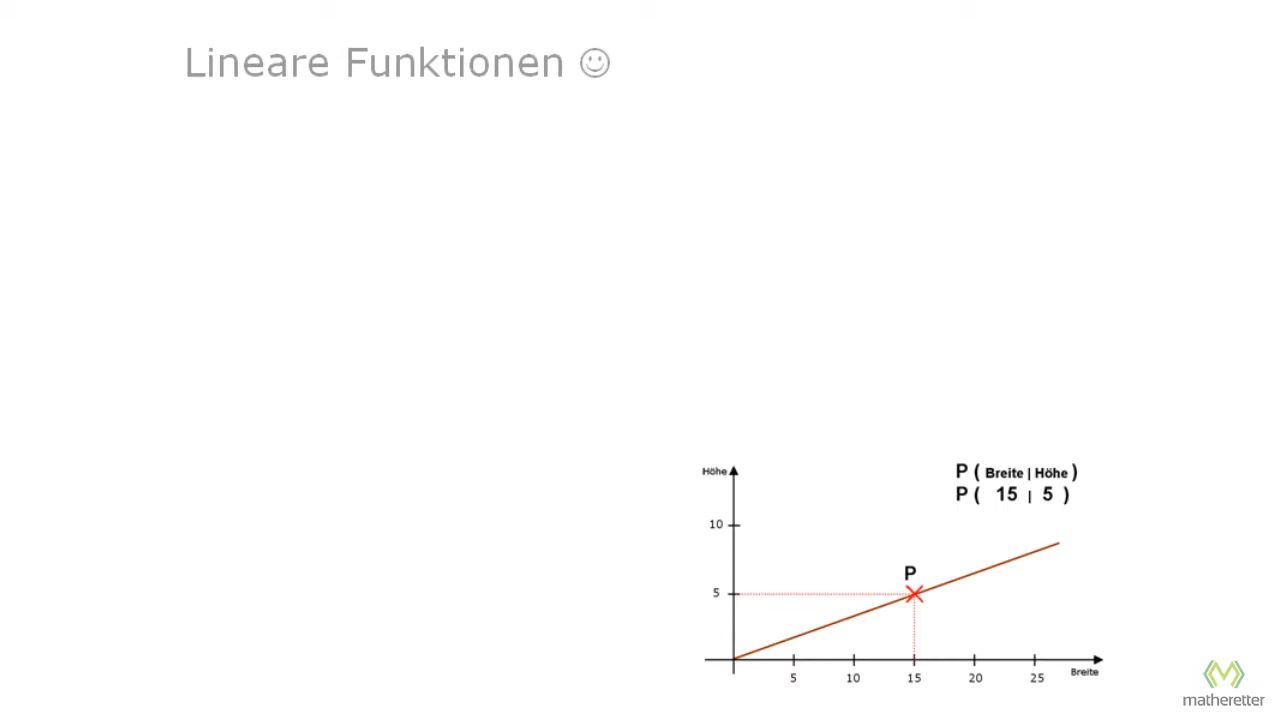 Lineare Funktionen ☺
Höhe
P ( Breite | Höhe )
P ( 15 | 5 )
10
P
5
5 10 15 20 25
Breite
matheretter